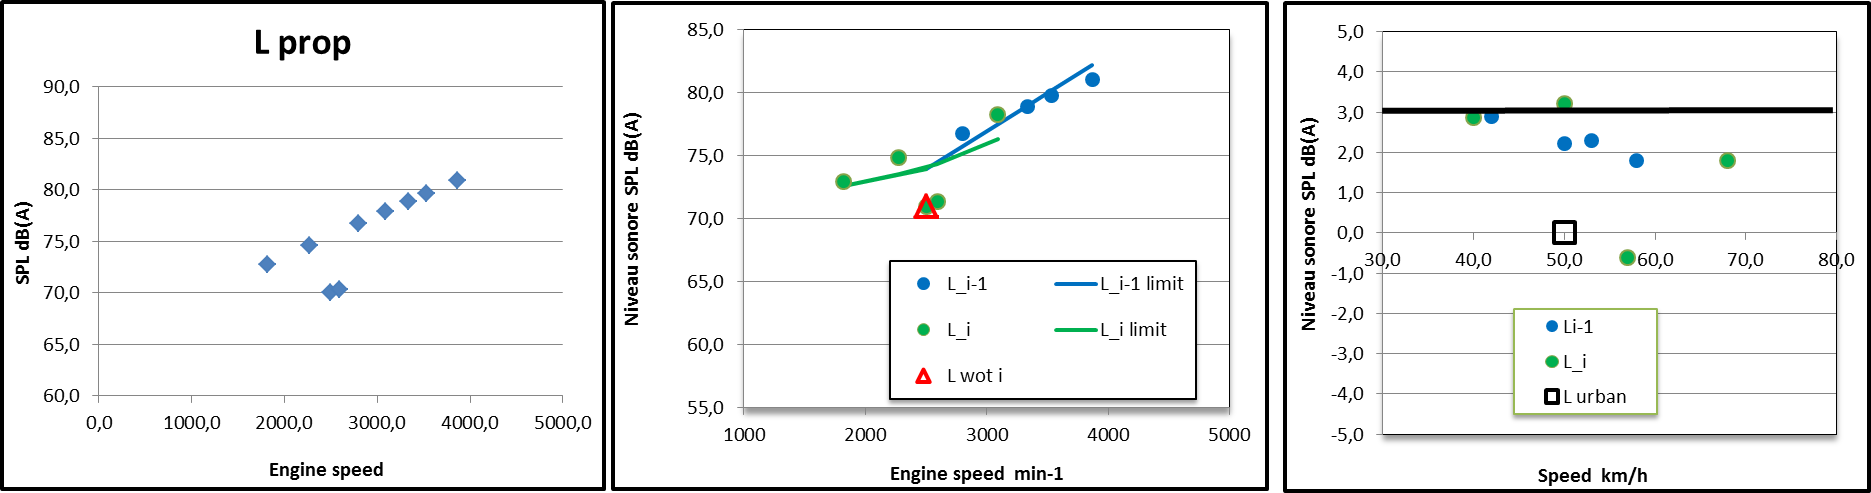 L prop
SPL dB(A)
90,0
85,0
80,0
75,0
70,0
65,0
60,0
0,0 1000,0 2000,0 3000,0 4000,0 5000,0
Engine speed
Niveau sonore SPL dB(A)
85,0
80,0
75,0
70,0
65,0
60,0
55,0
L_i-1 L_i-1 limit
L_i L_i limit
L wot i
1000 2000 3000 4000 5000
Engine speed min-1
Niveau sonore SPL dB(A)
5,0
4,0
3,0
2,0
1,0
0,0
-1,0
-2,0
-3,0
-4,0
-5,0
30,0 40,0 50,0 60,0 70,0 80,0
Li-1
L_i
L urban
Speed km/h